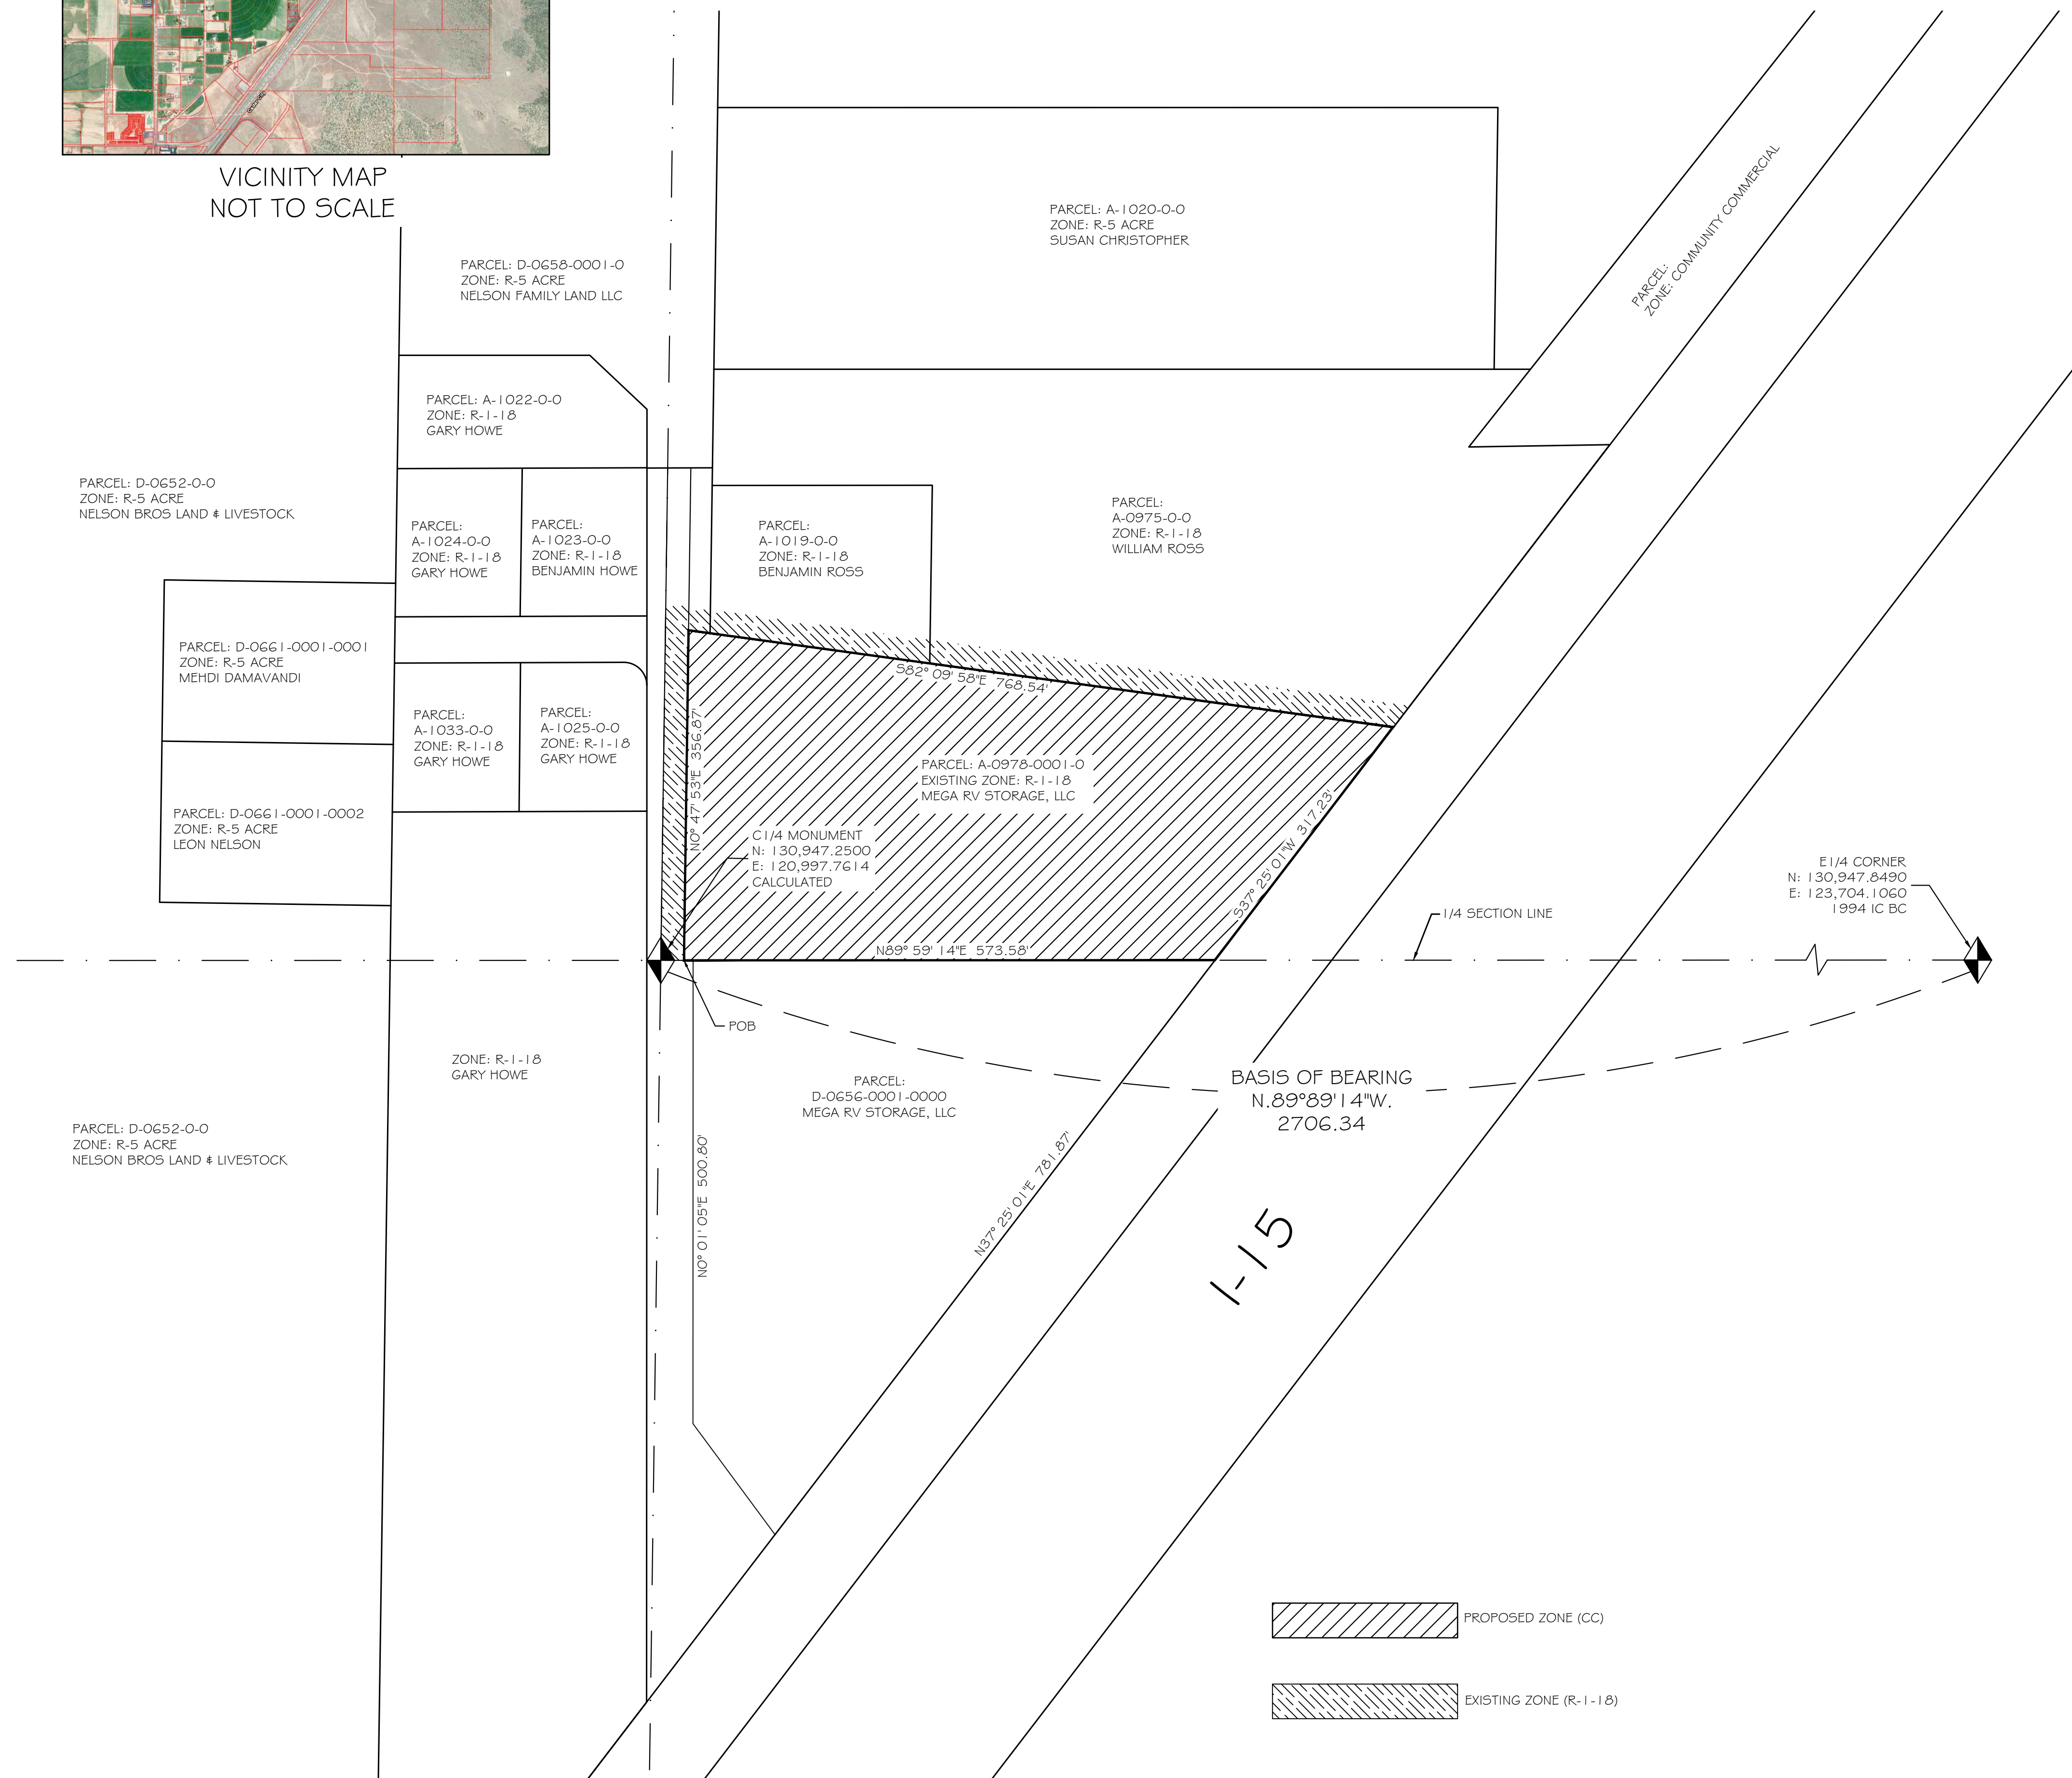 VICINITY MAP
NOT TO SCALE
PARCEL: A-1020-0-0
ZONE: R-5 ACRE
SUSAN CHRISTOPHER
PARCEL:
ZONE: COMMUNITY COMMERCIAL
PARCEL: D-0658-0001-0
ZONE: R-5 ACRE
NELSON FAMILY LAND LLC
PARCEL: A-1022-0-0
ZONE: R-1-18
GARY HOWE
PARCEL: D-0652-0-0
ZONE: R-5 ACRE
NELSON BROS LAND & LIVESTOCK
PARCEL:
A-1024-0-0
ZONE: R-1-18
GARY HOWE
PARCEL:
A-1023-0-0
ZONE: R-1-18
BENJAMIN HOWE
PARCEL:
A-1019-0-0
ZONE: R-1-18
BENJAMIN ROSS
PARCEL:
A-0975-0-0
ZONE: R-1-18
WILLIAM ROSS
PARCEL: D-0661-0001-0001
ZONE: R-5 ACRE
MEHDI DAMAVANDI
S82° 09' 58"E 768.54'
PARCEL:
A-1033-0-0
ZONE: R-1-18
GARY HOWE
PARCEL:
A-1025-0-0
ZONE: R-1-18
GARY HOWE
N0° 47' 53"E 356.87'
PARCEL: A-0978-0001-0
EXISTING ZONE: R-1-18
MEGA RV STORAGE, LLC
PARCEL: D-0661-0001-0002
ZONE: R-5 ACRE
LEON NELSON
C1/4 MONUMENT
N: 130,947.2500
E: 120,997.7614
CALCULATED
S37° 25' 01"W 317.23'
E1/4 CORNER
N: 130,947.8490
E: 123,704.1060
1994 IC BC
1/4 SECTION LINE
N89° 59' 14"E 573.58'
POB
ZONE: R-1-18
GARY HOWE
PARCEL:
D-0656-0001-0000
MEGA RV STORAGE, LLC
BASIS OF BEARING
N.89°89'14"W.
2706.34
PARCEL: D-0652-0-0
ZONE: R-5 ACRE
NELSON BROS LAND & LIVESTOCK
N0° 01' 05"E 500.80'
N37° 25' 01"E 781.87'
I-15
PROPOSED ZONE (CC)
EXISTING ZONE (R-1-18)